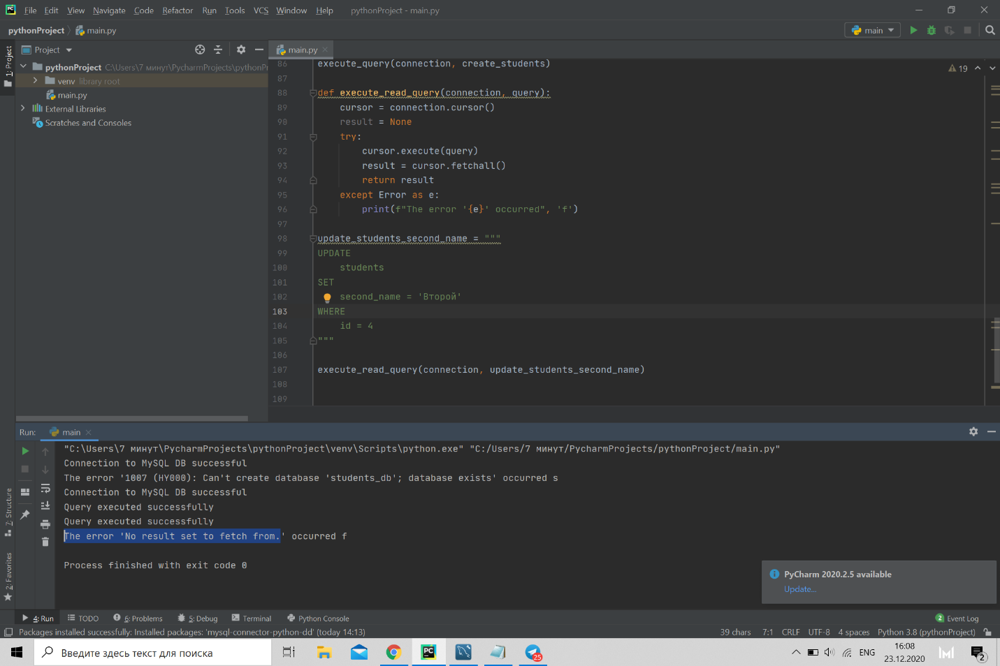 File Edit View Navigate Code Refactor Run Tools VCS Window Help pythonProject - main.py
pythonProject main.py
main
1: Project
Project
pythonProject C:\Users\7 минут\PycharmProjects\pythonPr
venv library root
main.py
External Libraries
Scratches and Consoles
main.py
19
86 execute_query(connection, create_students)
87
88 def execute_read_query(connection, query):
89 cursor = connection.cursor()
90 result = None
91 try:
92 cursor.execute(query)
93 result = cursor.fetchall()
94 return result
95 except Error as e:
96 print(f"The error '{e}' occurred", 'f')
97
98 update_students_second_name = """
99 UPDATE
100 students
101 SET
102 second_name = 'Второй'
103 WHERE
104 id = 4
105 """
106
107 execute_read_query(connection, update_students_second_name)
108
109
Run: main
"C:\Users\7 минут\PycharmProjects\pythonProject\venv\Scripts\python.exe" "C:/Users/7 минут/PycharmProjects/pythonProject/main.py"
Connection to MySQL DB successful
The error '1007 (HY000): Can't create database 'students_db'; database exists' occurred s
Connection to MySQL DB successful
Query executed successfully
Query executed successfully
The error 'No result set to fetch from.' occurred f
Process finished with exit code 0
7: Structure
2: Favorites
PyCharm 2020.2.5 available
Update...
4: Run TODO 6: Problems 5: Debug Terminal Python Console 2 Event Log
Packages installed successfully: Installed packages: 'mysql-connector-python-dd' (today 14:13) 39 chars 7:1 CRLF UTF-8 4 spaces Python 3.8 (pythonProject)
Введите здесь текст для поиска
PC
25
ENG
16:08
23.12.2020
2